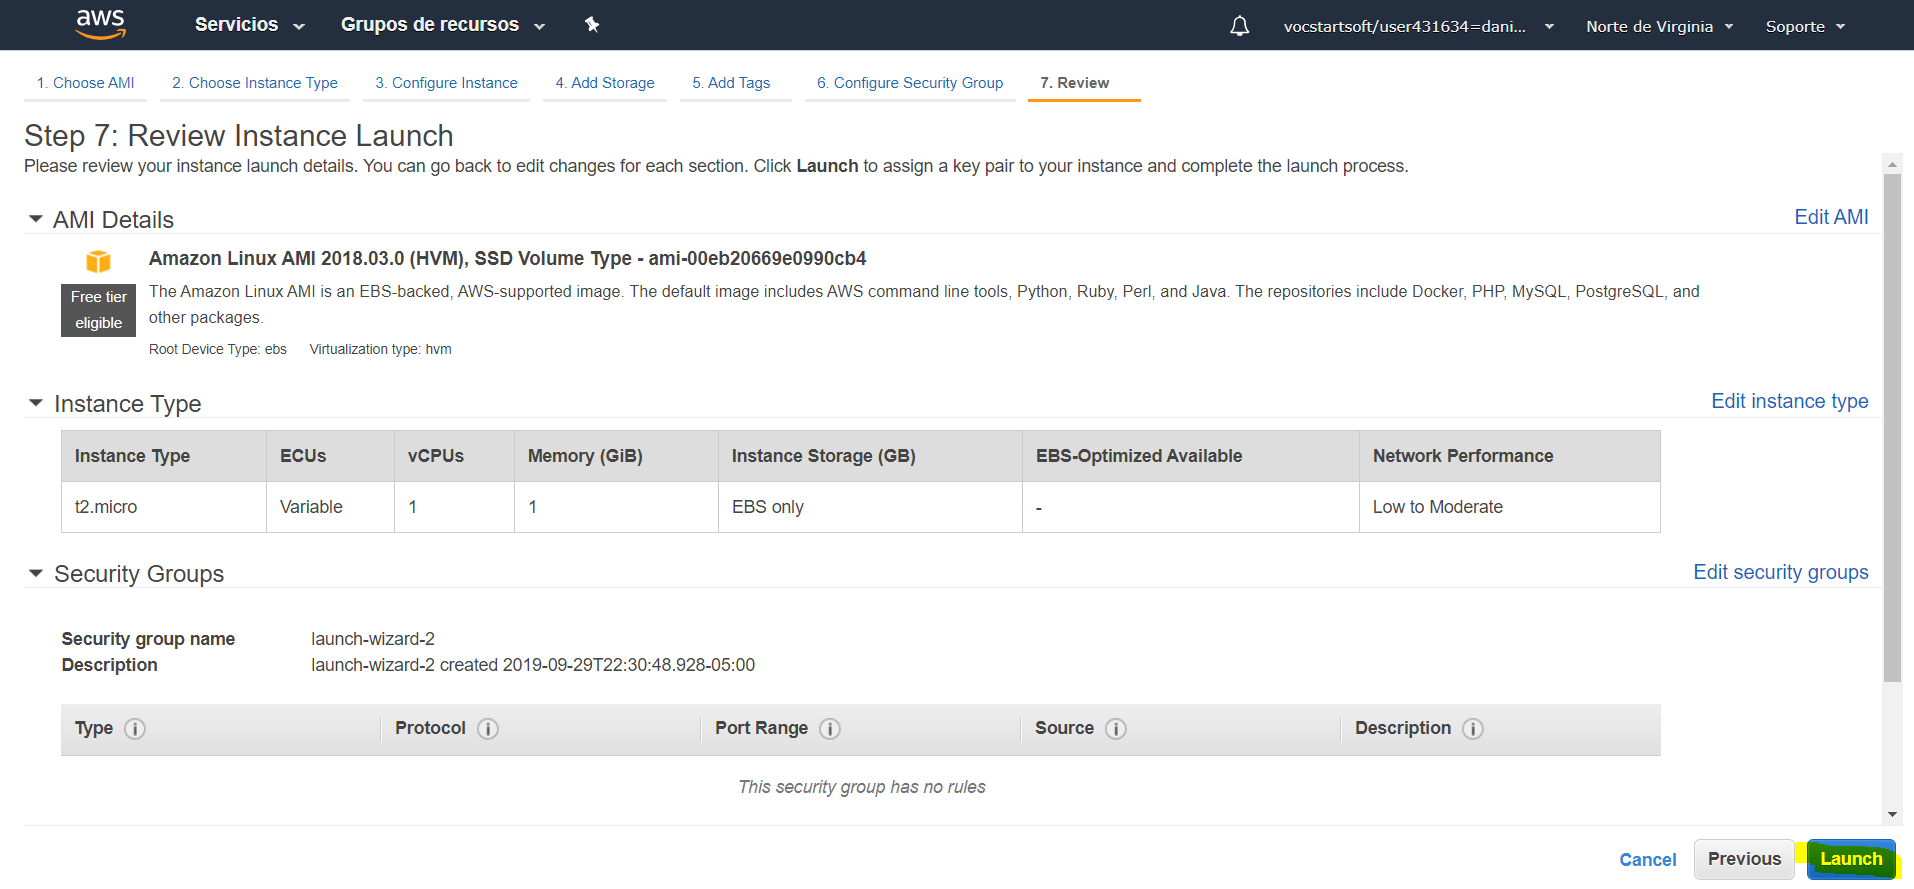 aws Servicios Grupos de recursos vocstartsoft/user431634=dani... Norte de Virginia Soporte
1. Choose AMI 2. Choose Instance Type 3. Configure Instance 4. Add Storage 5. Add Tags 6. Configure Security Group 7. Review
Step 7: Review Instance Launch
Please review your instance launch details. You can go back to edit changes for each section. Click Launch to assign a key pair to your instance and complete the launch process.
AMI Details Edit AMI
Amazon Linux AMI 2018.03.0 (HVM), SSD Volume Type - ami-00eb20669e0990cb4
Free tier eligible
The Amazon Linux AMI is an EBS-backed, AWS-supported image. The default image includes AWS command line tools, Python, Ruby, Perl, and Java. The repositories include Docker, PHP, MySQL, PostgreSQL, and
other packages.
Root Device Type: ebs Virtualization type: hvm
Instance Type Edit instance type
Instance Type ECUs vCPUs Memory (GiB) Instance Storage (GB) EBS-Optimized Available Network Performance
t2.micro Variable 1 1 EBS only - Low to Moderate
Security Groups Edit security groups
Security group name launch-wizard-2
Description launch-wizard-2 created 2019-09-29T22:30:48.928-05:00
Type i Protocol i Port Range i Source i Description i
This security group has no rules
Cancel Previous Launch